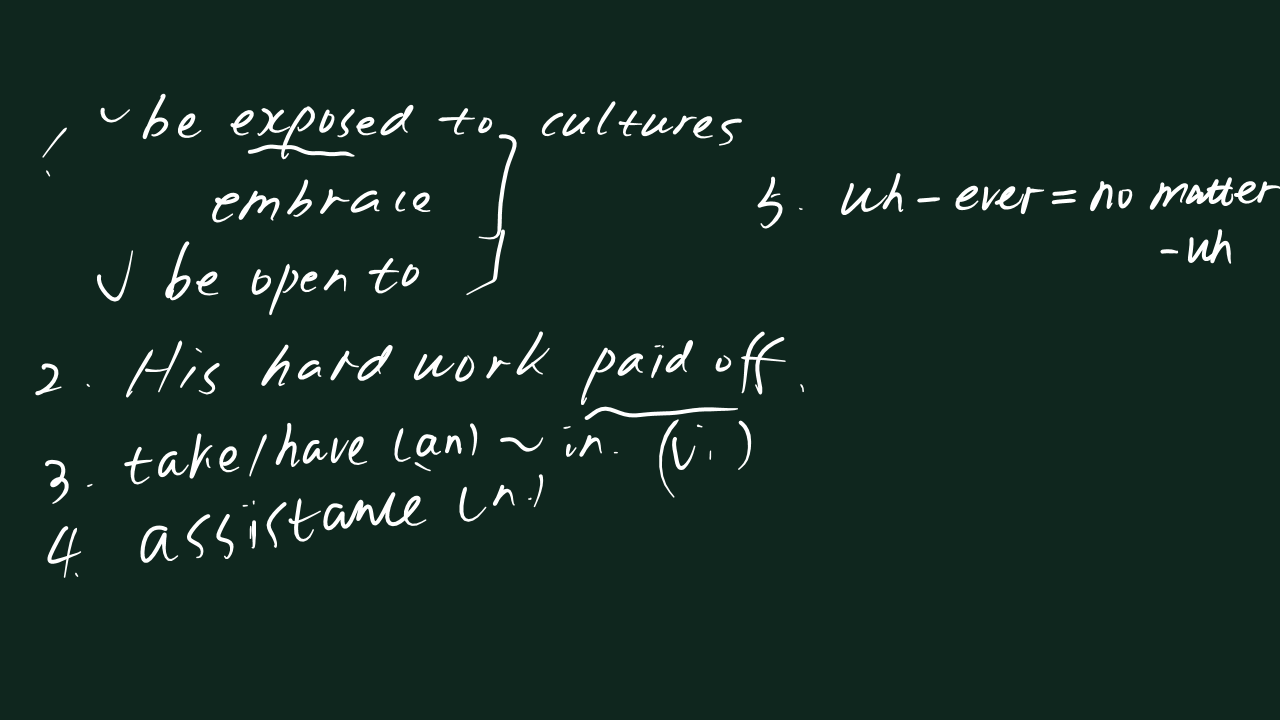 1. be exposed to cultures
embrace
be open to
2. His hard work paid off.
3. take/have (an) ~ in. (vi.)
4. assistance (n.)
5. wh-ever = no matter
-wh